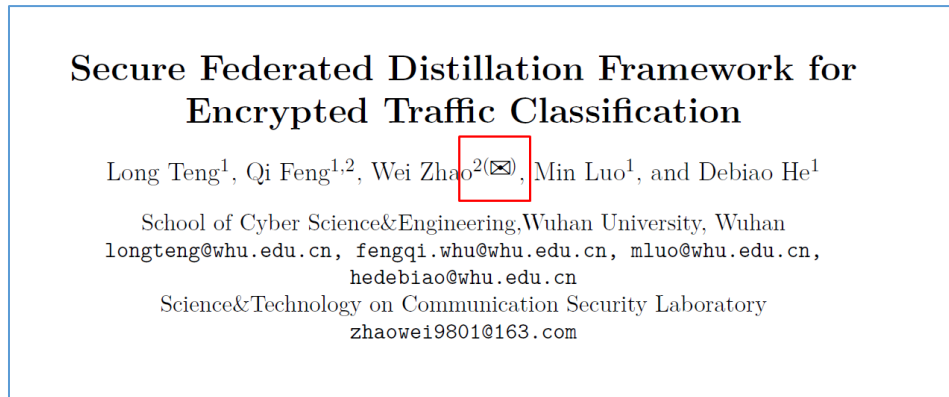 Secure Federated Distillation Framework for
Encrypted Traffic Classification
Long Teng¹, Qi Feng¹,², Wei Zhao²⁽✉⁾, Min Luo¹, and Debiao He¹
School of Cyber Science&Engineering,Wuhan University, Wuhan
longteng@whu.edu.cn, fengqi.whu@whu.edu.cn, mluo@whu.edu.cn,
hedebiao@whu.edu.cn
Science&Technology on Communication Security Laboratory
zhaowei9801@163.com